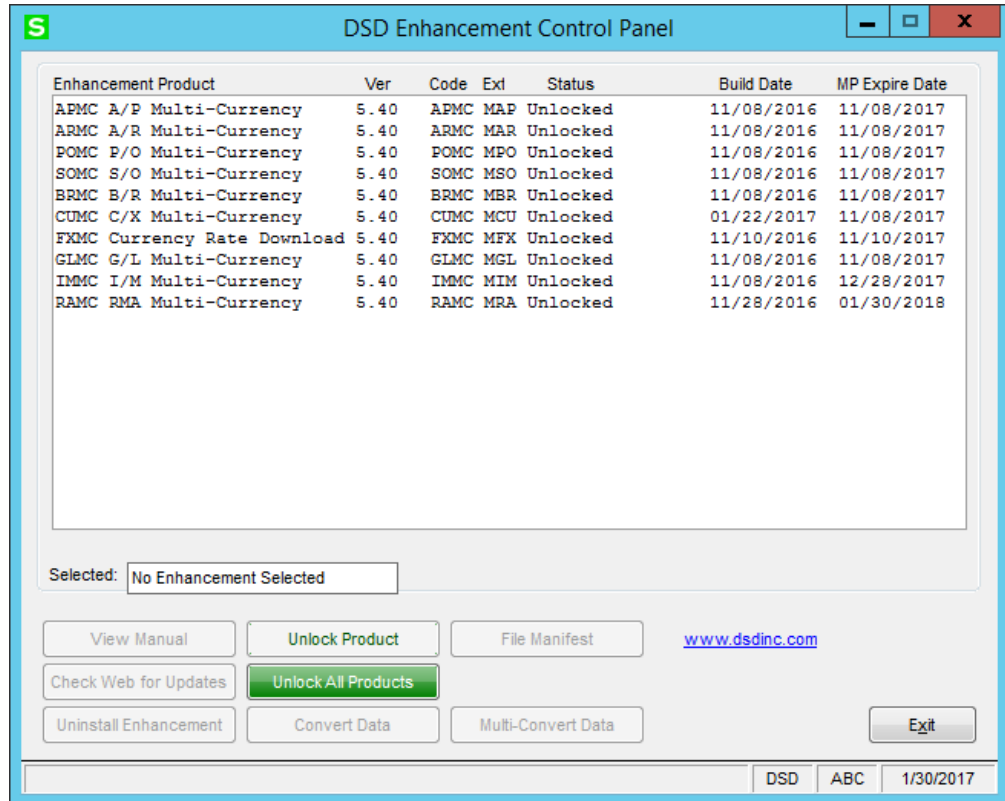 S DSD Enhancement Control Panel x
Enhancement Product Ver Code Ext Status Build Date MP Expire Date
APMC A/P Multi-Currency 5.40 APMC MAP Unlocked 11/08/2016 11/08/2017
ARMC A/R Multi-Currency 5.40 ARMC MAR Unlocked 11/08/2016 11/08/2017
POMC P/O Multi-Currency 5.40 POMC MPO Unlocked 11/08/2016 11/08/2017
SOMC S/O Multi-Currency 5.40 SOMC MSO Unlocked 11/08/2016 11/08/2017
BRMC B/R Multi-Currency 5.40 BRMC MBR Unlocked 11/08/2016 11/08/2017
CUMC C/X Multi-Currency 5.40 CUMC MCU Unlocked 01/22/2017 11/08/2017
FXMC Currency Rate Download 5.40 FXMC MFX Unlocked 11/10/2016 11/10/2017
GLMC G/L Multi-Currency 5.40 GLMC MGL Unlocked 11/08/2016 11/08/2017
IMMC I/M Multi-Currency 5.40 IMMC MIM Unlocked 11/08/2016 12/28/2017
RAMC RMA Multi-Currency 5.40 RAMC MRA Unlocked 11/28/2016 01/30/2018
Selected: No Enhancement Selected
View Manual Unlock Product File Manifest www.dsdinc.com
Check Web for Updates Unlock All Products
Uninstall Enhancement Convert Data Multi-Convert Data Exit
DSD ABC 1/30/2017